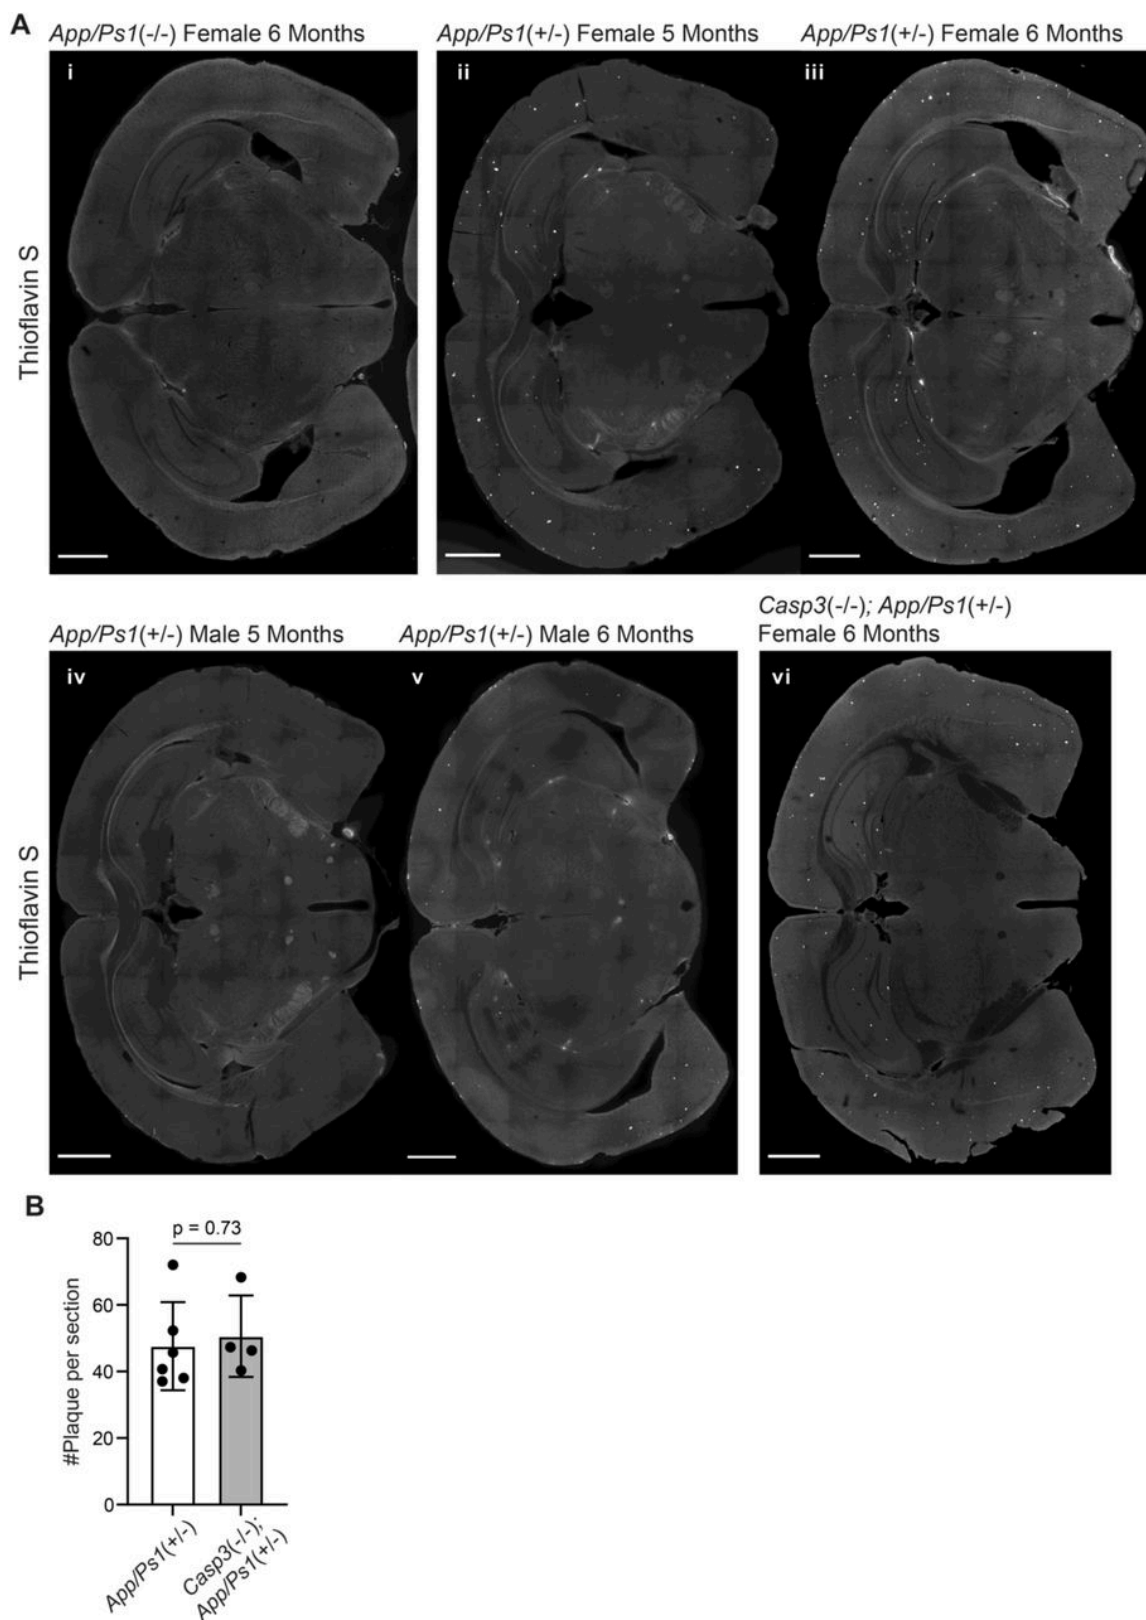 A
App/Ps1(-/-) Female 6 Months
App/Ps1(+/-) Female 5 Months
App/Ps1(+/-) Female 6 Months
i
ii
iii
Thioflavin S
App/Ps1(+/-) Male 5 Months
App/Ps1(+/-) Male 6 Months
Casp3(-/-); App/Ps1(+/-)
Female 6 Months
iv
v
vi
Thioflavin S
B
p = 0.73
#Plaque per section
80
60
40
20
0
App/Ps1(+/-)
Casp3(-/-);
App/Ps1(+/-)